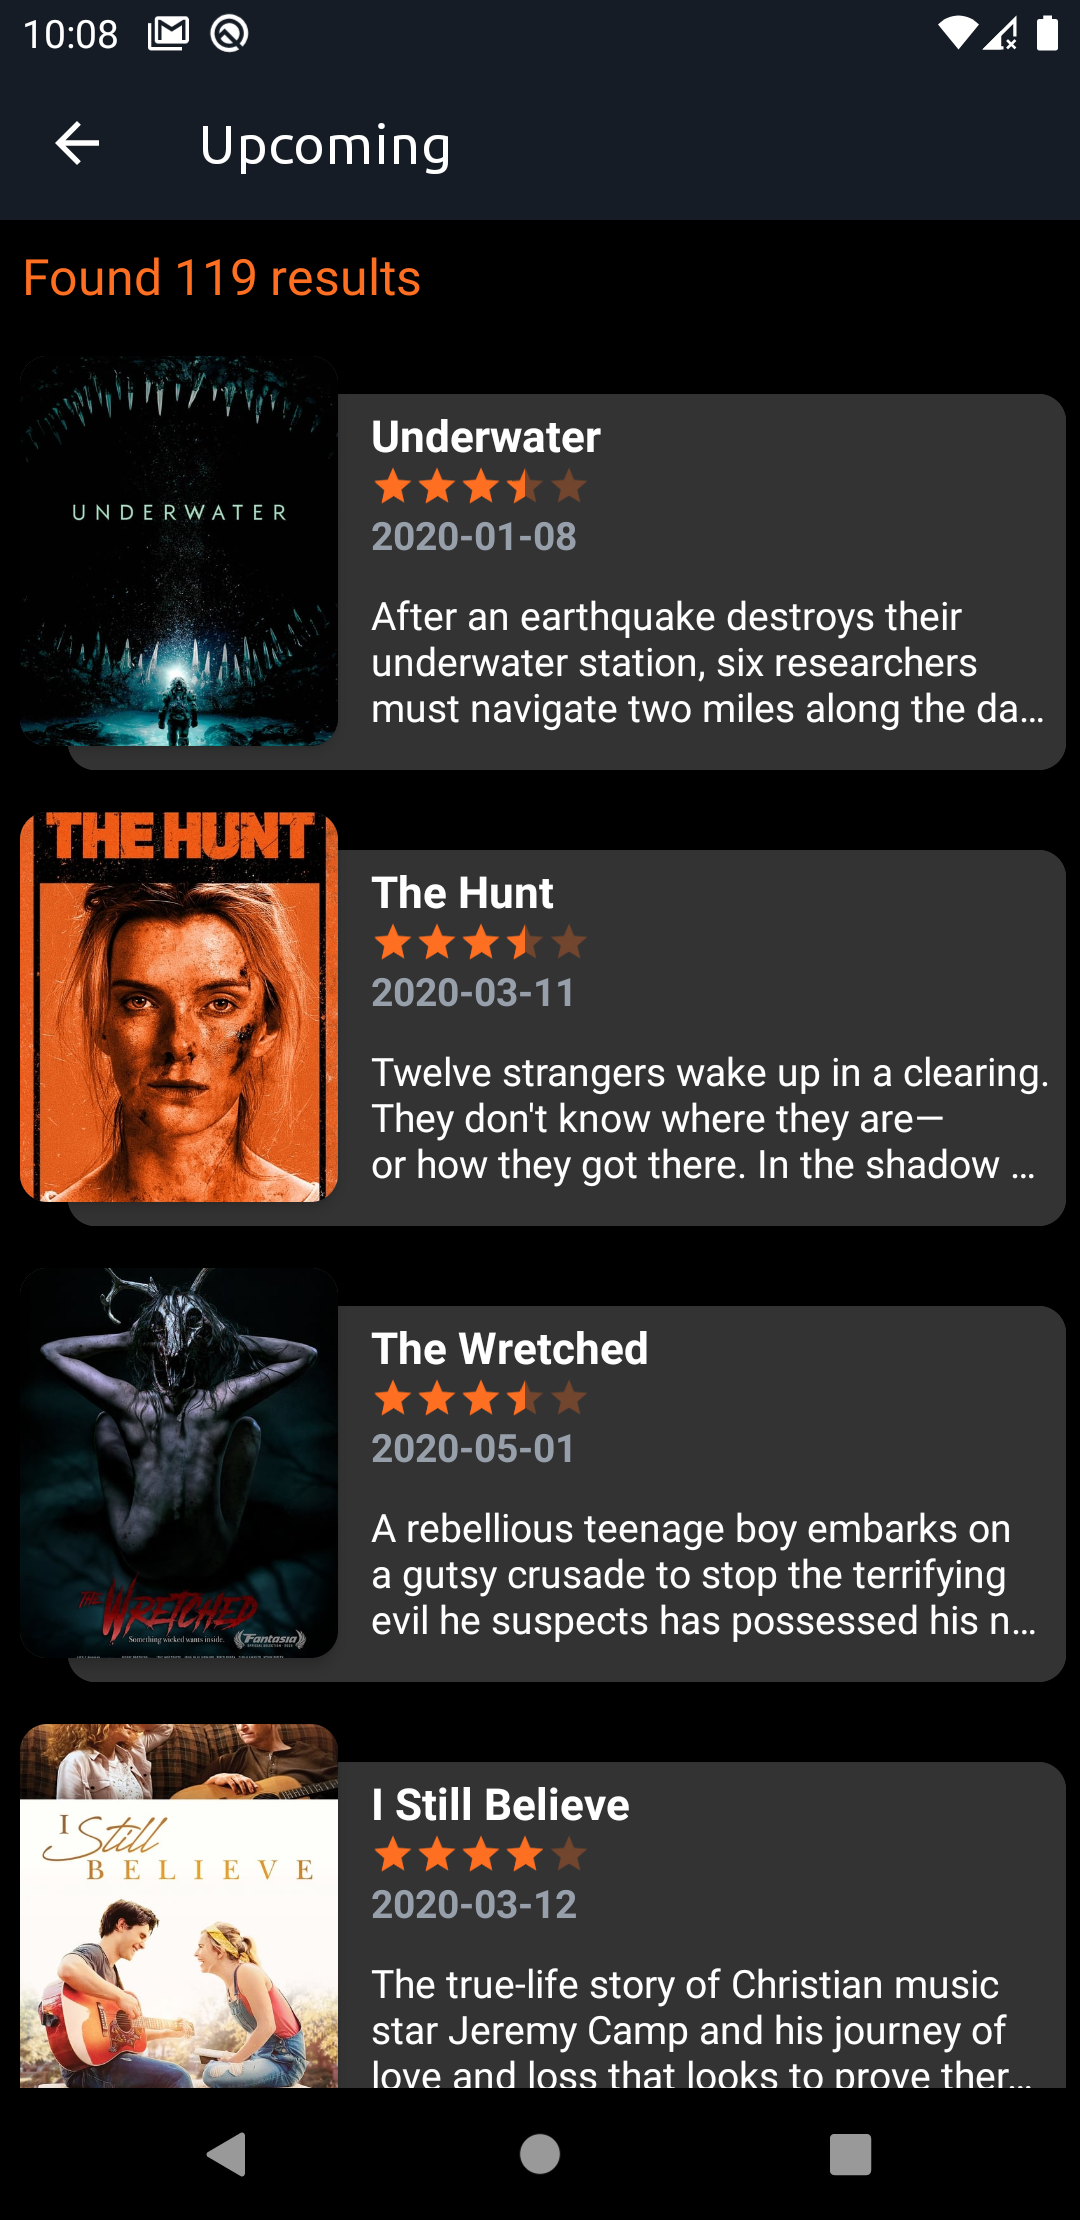 10:08
Upcoming
Found 119 results
UNDERWATER
Underwater
2020-01-08
After an earthquake destroys their
underwater station, six researchers
must navigate two miles along the da...
THE HUNT
The Hunt
2020-03-11
Twelve strangers wake up in a clearing.
They don't know where they are—
or how they got there. In the shadow ...
The Wretched
2020-05-01
A rebellious teenage boy embarks on
a gutsy crusade to stop the terrifying
evil he suspects has possessed his n...
THE WRETCHED
Something wicked wants inside.
Fantasia
I Still Believe
2020-03-12
I Still
BELIEVE
The true-life story of Christian music
star Jeremy Camp and his journey of
love and loss that looks to prove ther...